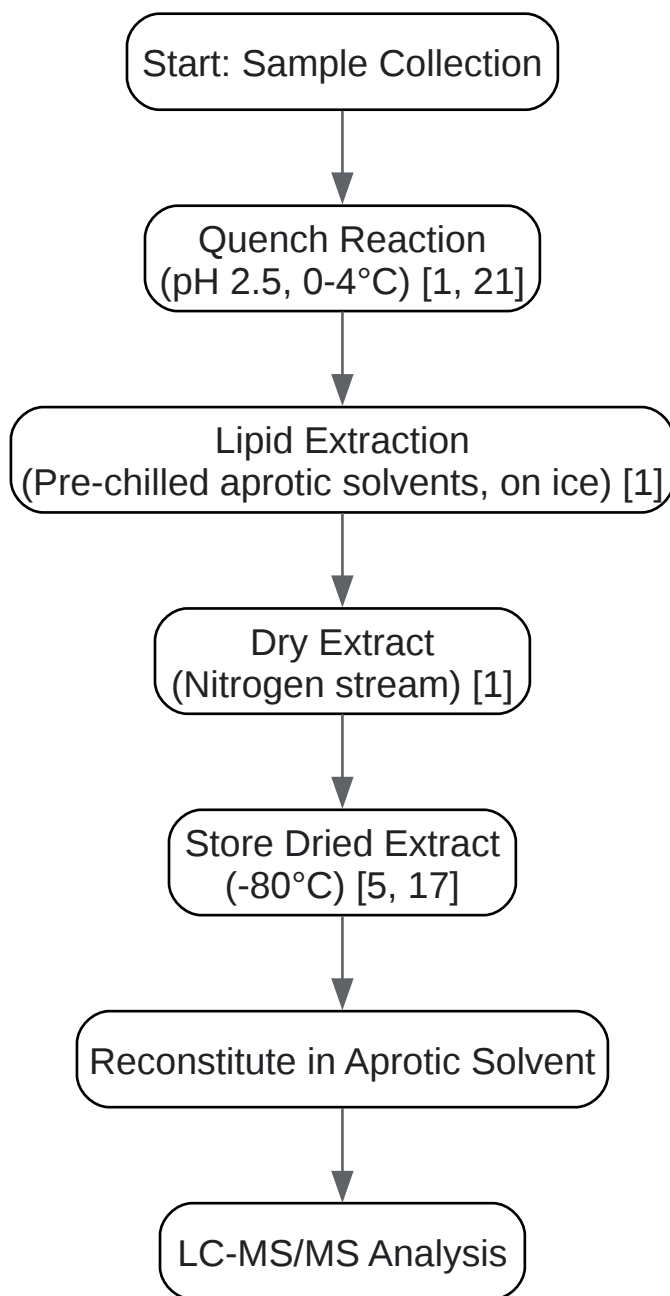 Start: Sample Collection
Quench Reaction
(pH 2.5, 0-4°C) [1, 21]
Lipid Extraction
(Pre-chilled aprotic solvents, on ice) [1]
Dry Extract
(Nitrogen stream) [1]
Store Dried Extract
(-80°C) [5, 17]
Reconstitute in Aprotic Solvent
LC-MS/MS Analysis